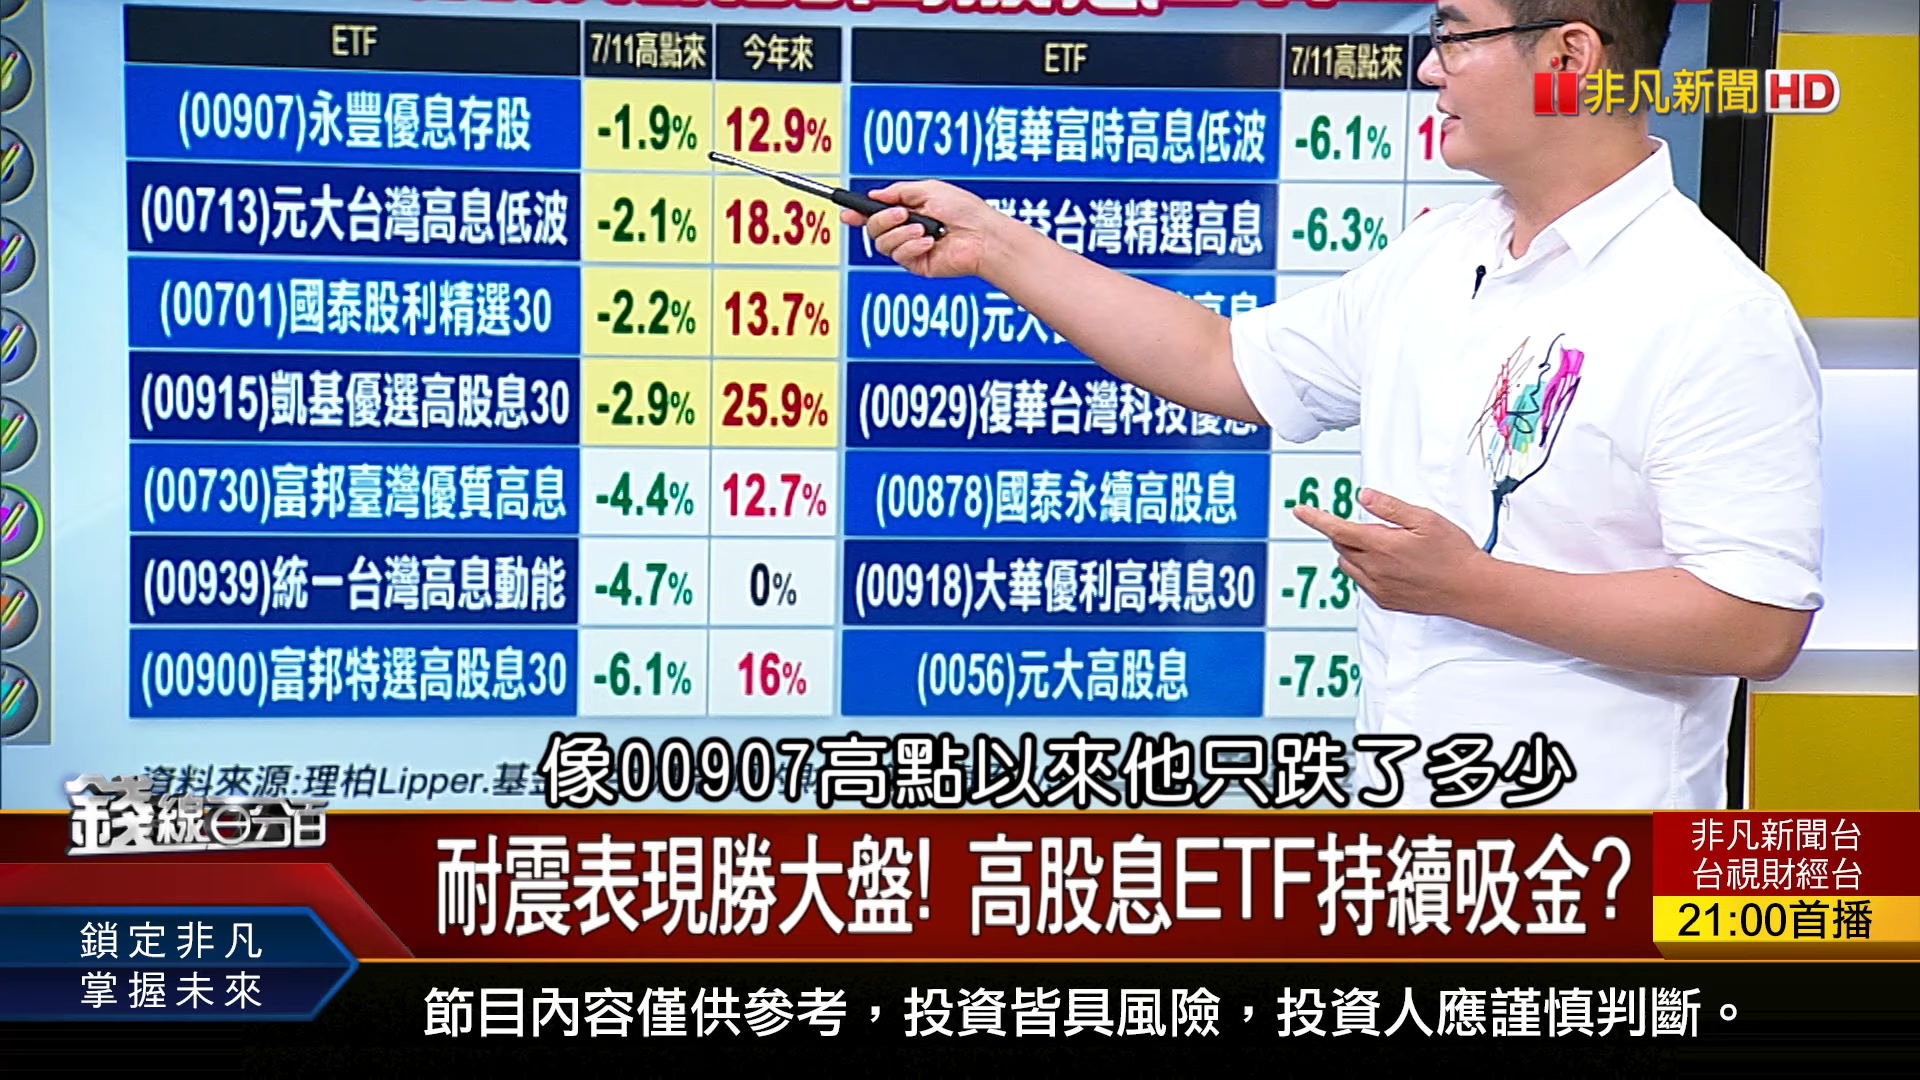 ETF 7/11高點來 今年來 ETF 7/11高點來
(00907)永豐優息存股 -1.9% 12.9% (00731)復華富時高息低波 -6.1%
(00713)元大台灣高息低波 -2.1% 18.3% 益台灣精選高息 -6.3%
(00701)國泰股利精選30 -2.2% 13.7% (00940)元大
(00915)凱基優選高股息30 -2.9% 25.9% (00929)復華台灣科技優息
(00730)富邦臺灣優質高息 -4.4% 12.7% (00878)國泰永續高股息 -6.8
(00939)統一台灣高息動能 -4.7% 0% (00918)大華優利高填息30 -7.3
(00900)富邦特選高股息30 -6.1% 16% (0056)元大高股息 -7.5%
非凡新聞HD
資料來源:理柏Lipper.基金
像00907高點以來他只跌了多少
錢線百分百
耐震表現勝大盤! 高股息ETF持續吸金?
非凡新聞台
台視財經台
21:00首播
鎖定非凡
掌握未來
節目內容僅供參考，投資皆具風險，投資人應謹慎判斷。